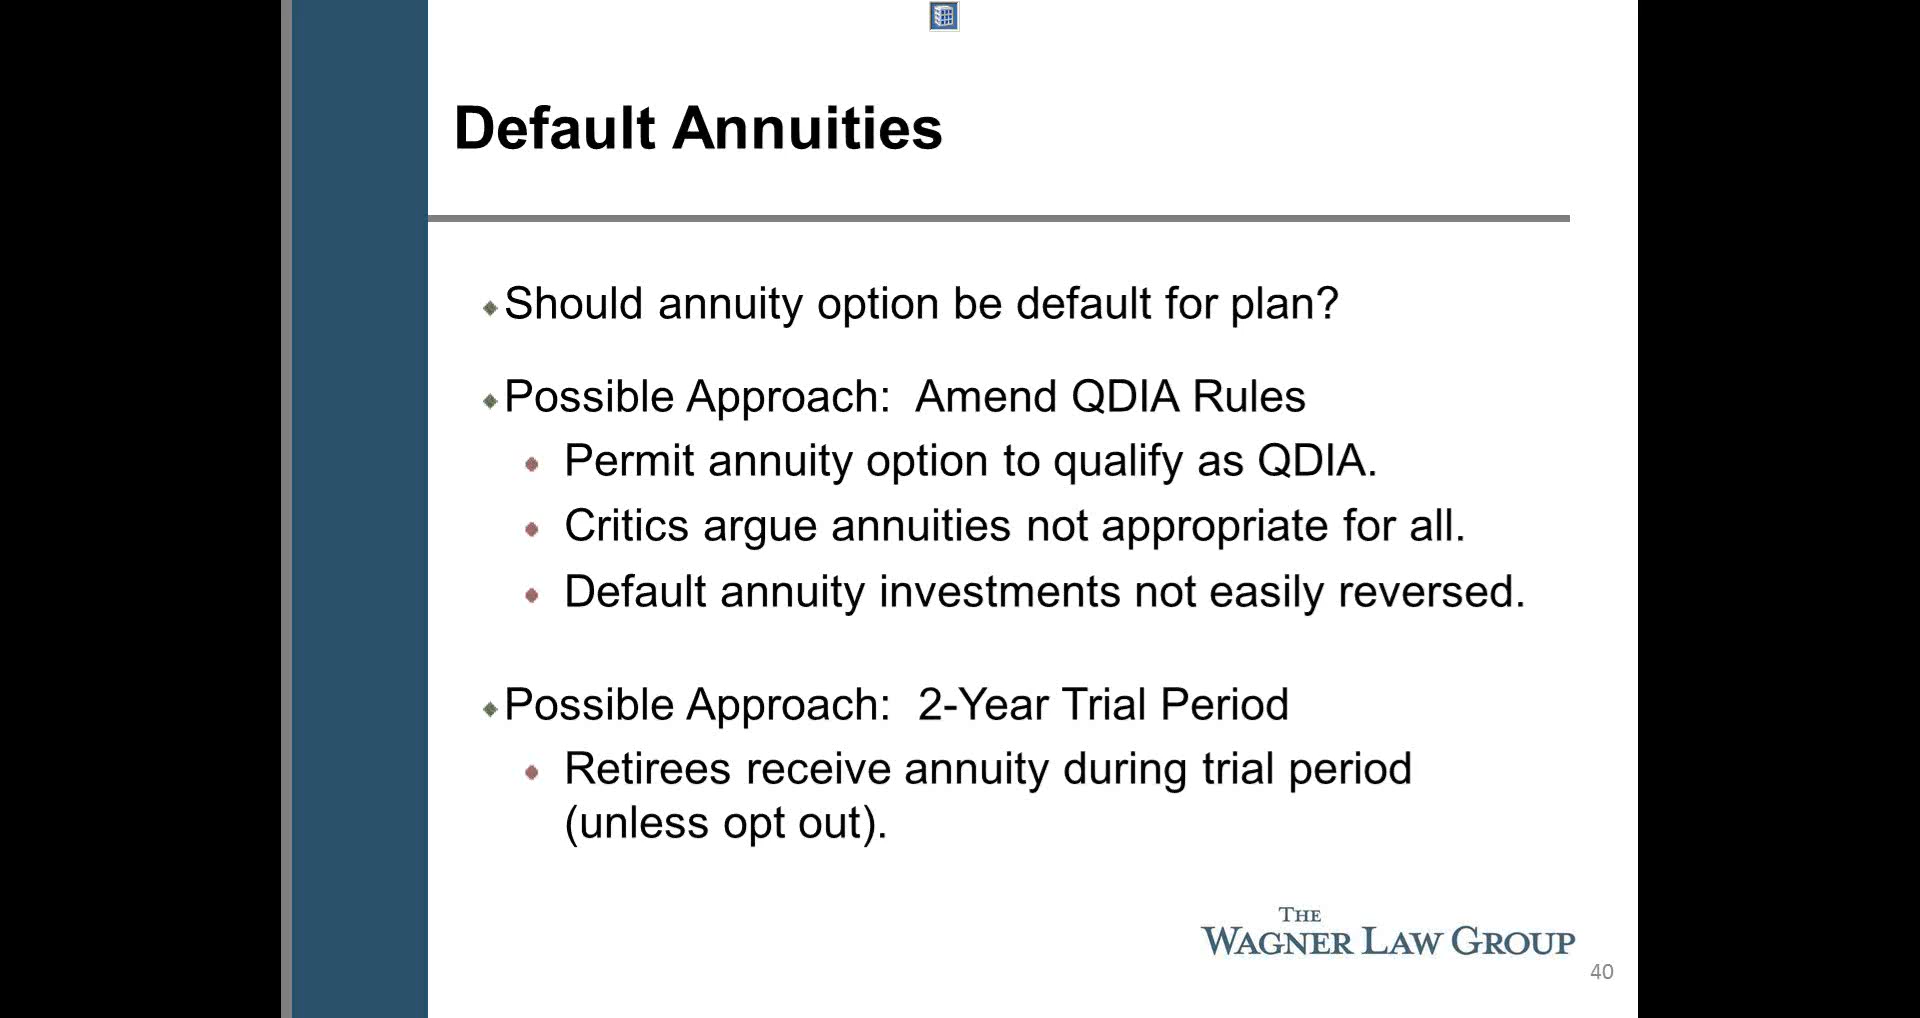 Default Annuities
Should annuity option be default for plan?
Possible Approach:  Amend QDIA Rules
Permit annuity option to qualify as QDIA.
Critics argue annuities not appropriate for all.
Default annuity investments not easily reversed.
Possible Approach:  2-Year Trial Period
Retirees receive annuity during trial period
(unless opt out).
THE
WAGNER LAW GROUP
40